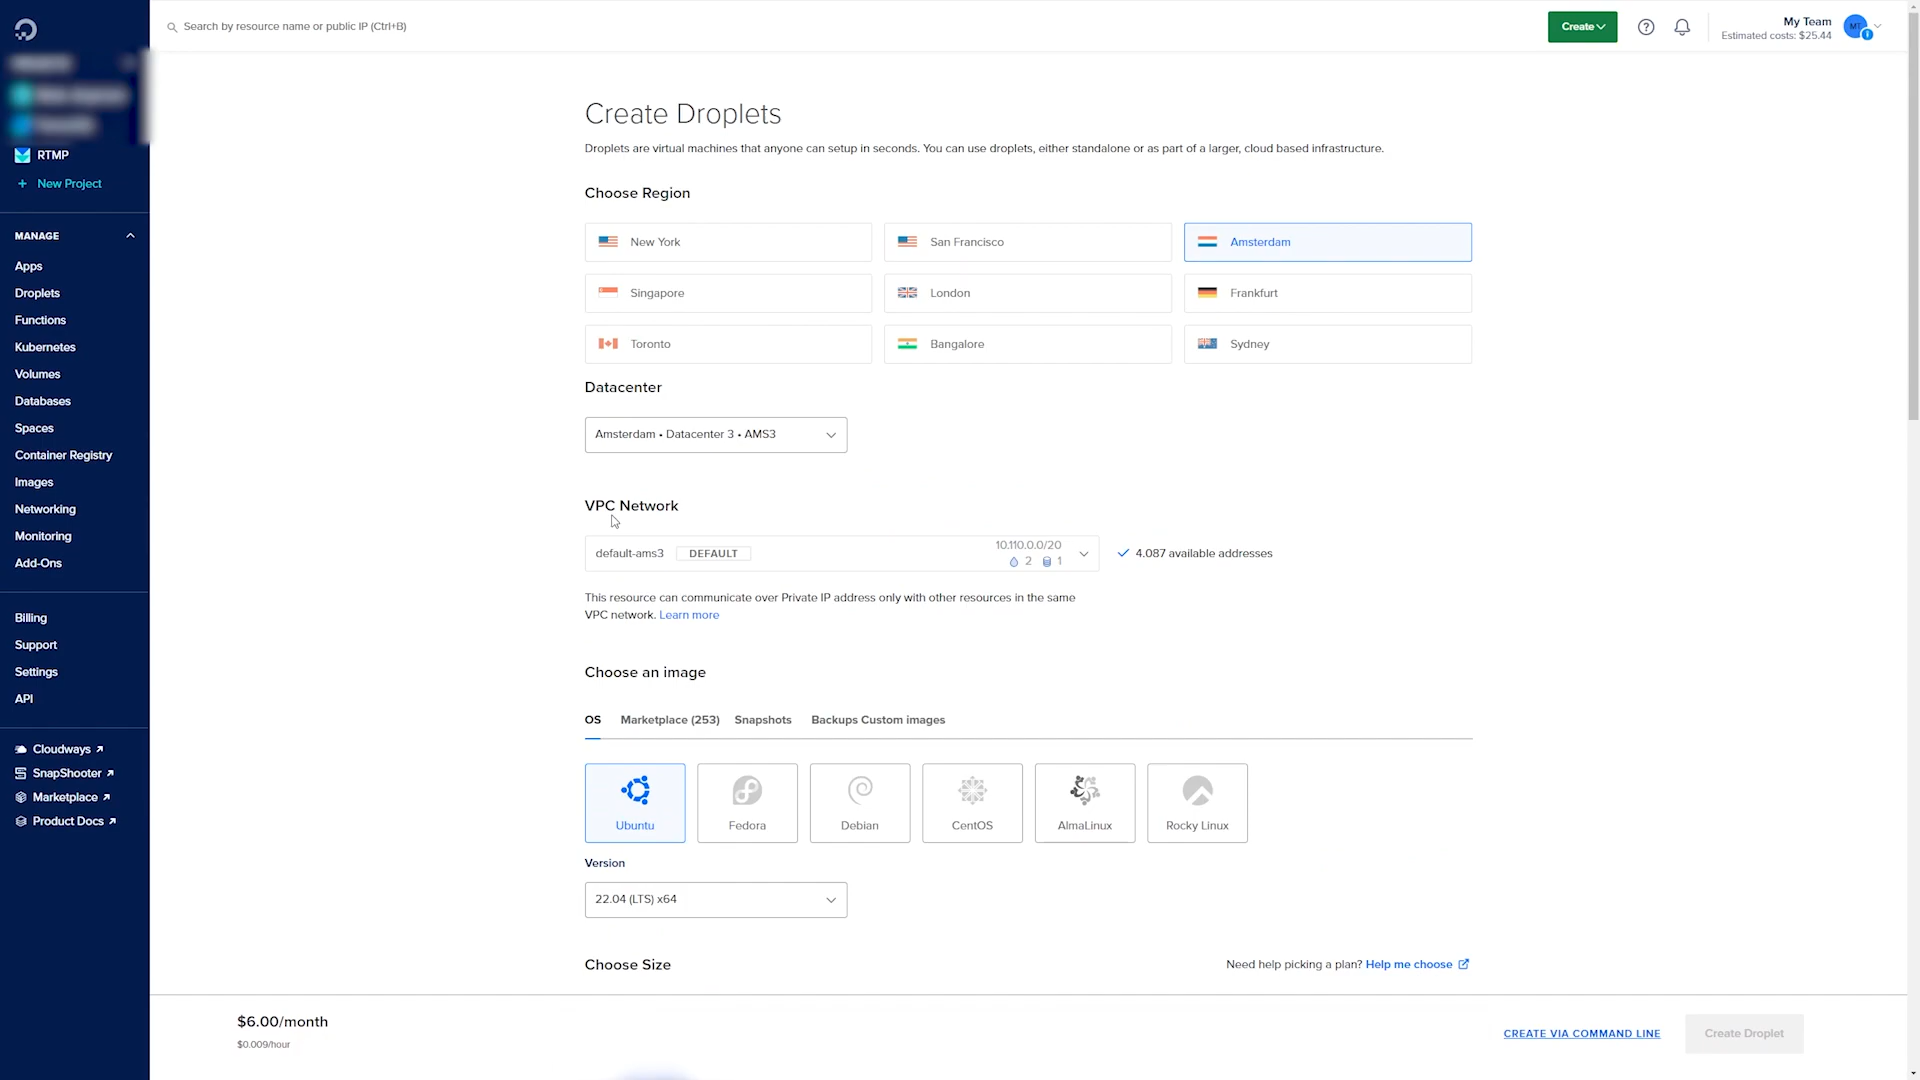 Search by resource name or public IP (Ctrl+B)
Create
My Team
Estimated costs: $25.44
MT
RTMP
+ New Project
MANAGE
Apps
Droplets
Functions
Kubernetes
Volumes
Databases
Spaces
Container Registry
Images
Networking
Monitoring
Add-Ons
Billing
Support
Settings
API
Cloudways
SnapShooter
Marketplace
Product Docs
Create Droplets
Droplets are virtual machines that anyone can setup in seconds. You can use droplets, either standalone or as part of a larger, cloud based infrastructure.
Choose Region
New York
San Francisco
Amsterdam
Singapore
London
Frankfurt
Toronto
Bangalore
Sydney
Datacenter
Amsterdam • Datacenter 3 • AMS3
VPC Network
default-ams3 DEFAULT
10.110.0.0/20
2 1
4.087 available addresses
This resource can communicate over Private IP address only with other resources in the same
VPC network. Learn more
Choose an image
OS Marketplace (253) Snapshots Backups Custom images
Ubuntu
Fedora
Debian
CentOS
AlmaLinux
Rocky Linux
Version
22.04 (LTS) x64
Choose Size
Need help picking a plan? Help me choose
$6.00/month
$0.009/hour
CREATE VIA COMMAND LINE
Create Droplet